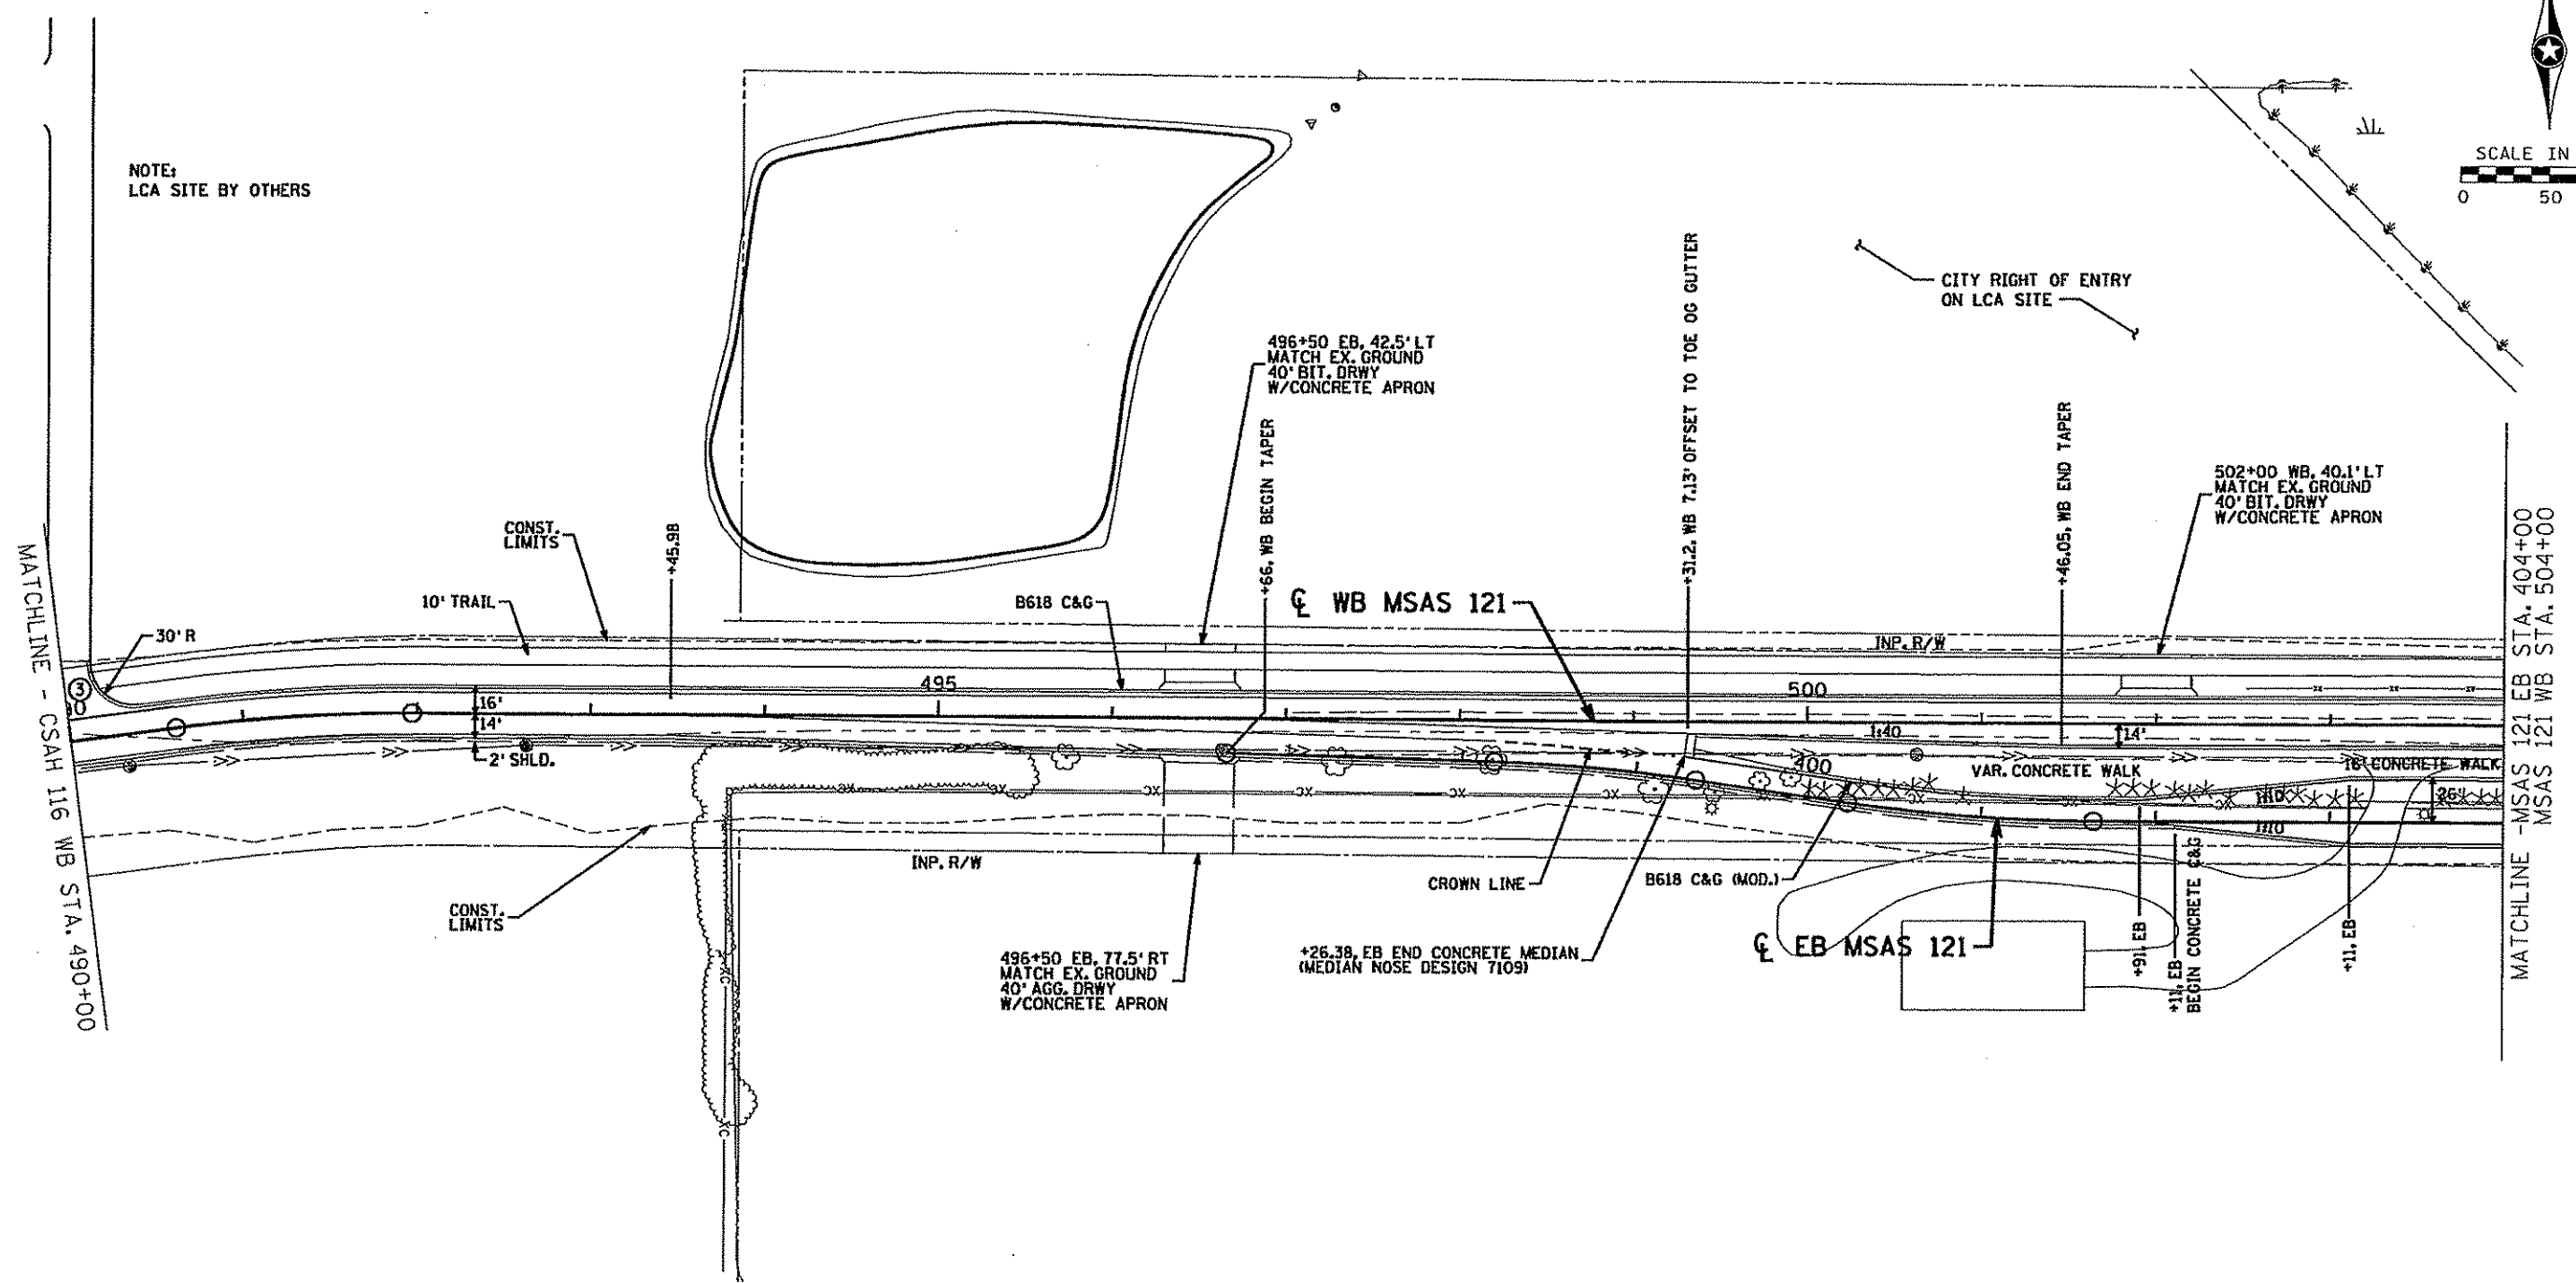 SCALE IN
0 50
NOTE:
LCA SITE BY OTHERS
CITY RIGHT OF ENTRY
ON LCA SITE
496+50 EB, 42.5' LT
MATCH EX. GROUND
40' BIT. DRWY
W/CONCRETE APRON
+31.2, WB 7.13' OFFSET TO TOE OG GUTTER
+66, WB BEGIN TAPER
+46.05, WB END TAPER
502+00 WB, 40.1' LT
MATCH EX. GROUND
40' BIT. DRWY
W/CONCRETE APRON
CONST.
LIMITS
+45.98
10' TRAIL
B618 C&G
℄ WB MSAS 121
30' R
INP. R/W
3
495
500
16'
14'
2' SHLD.
1:40
14'
400
VAR. CONCRETE WALK
16' CONCRETE WALK
1:10
26'
1:10
INP. R/W
CROWN LINE
B618 C&G (MOD.)
CONST.
LIMITS
℄ EB MSAS 121
+91, EB
+11, EB
BEGIN CONCRETE C&G
+11, EB
+26.38, EB END CONCRETE MEDIAN
(MEDIAN NOSE DESIGN 7109)
496+50 EB, 77.5' RT
MATCH EX. GROUND
40' AGG. DRWY
W/CONCRETE APRON
MATCHLINE - CSAH 116 WB STA. 490+00
MATCHLINE -MSAS 121 EB STA. 404+00
MSAS 121 WB STA. 504+00